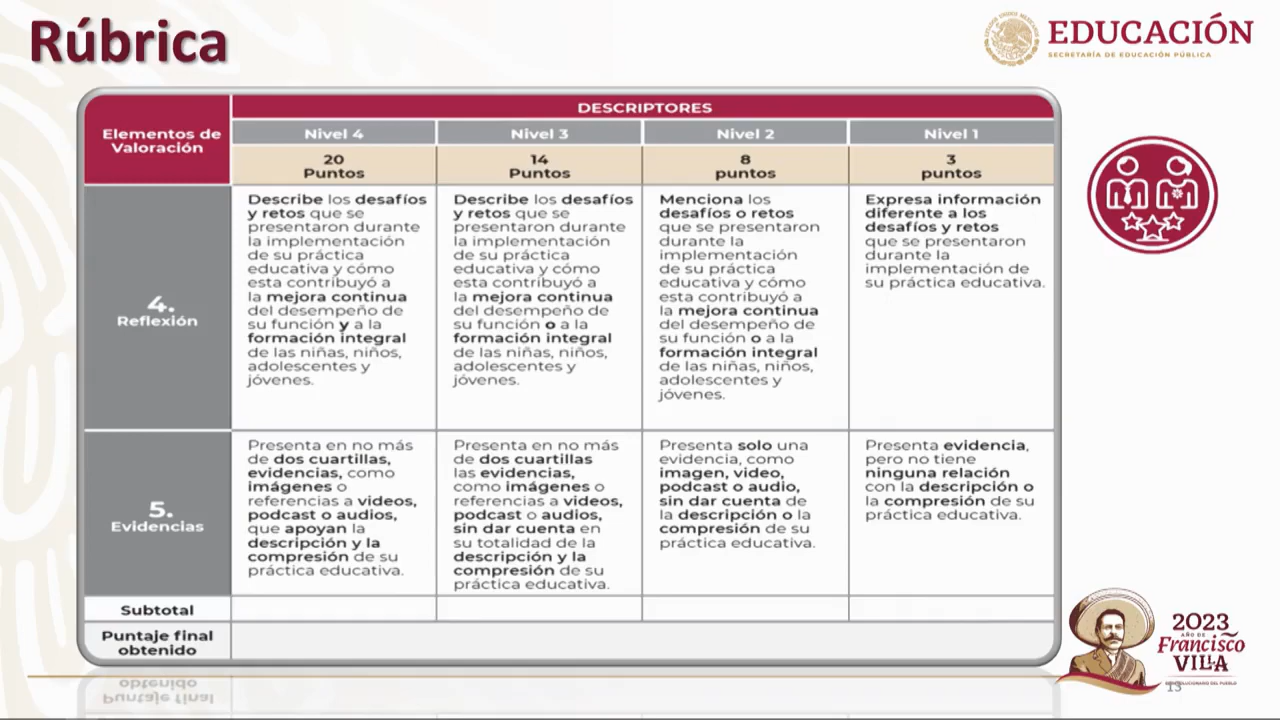 Rúbrica
EDUCACIÓN
SECRETARÍA DE EDUCACIÓN PÚBLICA
Elementos de
Valoración
DESCRIPTORES
Nivel 4
Nivel 3
Nivel 2
Nivel 1
20
Puntos
14
Puntos
8
puntos
3
puntos
4.
Reflexión
Describe los desafíos
y retos que se
presentaron durante
la implementación
de su práctica
educativa y cómo
esta contribuyó a
la mejora continua
del desempeño de
su función y a la
formación integral
de las niñas, niños,
adolescentes y
jóvenes.
Describe los desafíos
y retos que se
presentaron durante
la implementación
de su práctica
educativa y cómo
esta contribuyó a
la mejora continua
del desempeño de
su función o a la
formación integral
de las niñas, niños,
adolescentes y
jóvenes.
Menciona los
desafíos o retos
que se presentaron
durante la
implementación
de su práctica
educativa y cómo
esta contribuyó a
la mejora continua
del desempeño de
su función o a la
formación integral
de las niñas, niños,
adolescentes y
jóvenes.
Expresa información
diferente a los
desafíos y retos
que se presentaron
durante la
implementación de
su práctica educativa.
5.
Evidencias
Presenta en no más
de dos cuartillas,
evidencias, como
imágenes o
referencias a videos,
podcast o audios,
que apoyan la
descripción y la
compresión de su
práctica educativa.
Presenta en no más
de dos cuartillas
las evidencias,
como imágenes o
referencias a videos,
podcast o audios,
sin dar cuenta en
su totalidad de la
descripción y la
compresión de su
práctica educativa.
Presenta solo una
evidencia, como
imagen, video,
podcast o audio,
sin dar cuenta de
la descripción o la
compresión de su
práctica educativa.
Presenta evidencia,
pero no tiene
ninguna relación
con la descripción o
la compresión de su
práctica educativa.
Subtotal
Puntaje final
obtenido
2023
AÑO DE
Francisco
VILLA
13